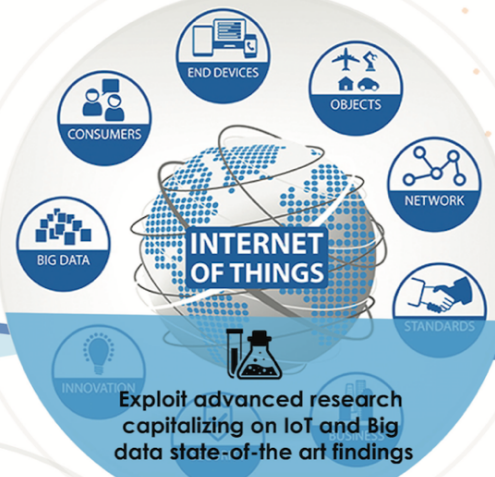 END DEVICES
OBJECTS
CONSUMERS
NETWORK
BIG DATA
INTERNET
OF THINGS
STANDARDS
INNOVATION
BUSINESS
Exploit advanced research
capitalizing on IoT and Big
data state-of-the art findings